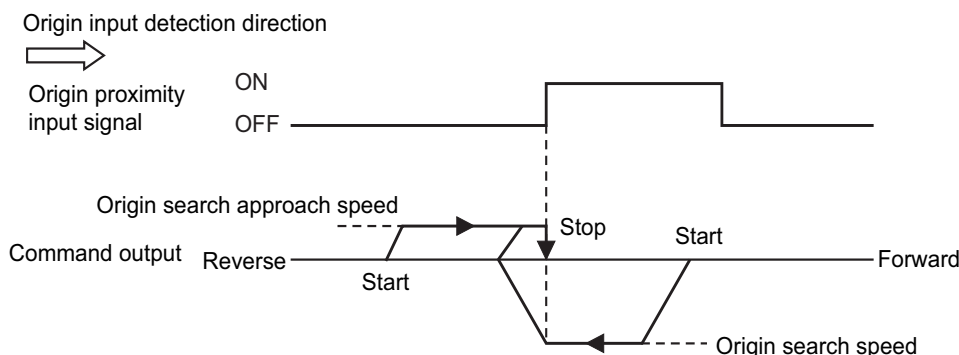 Origin input detection direction
Origin proximity
input signal
ON
OFF
Origin search approach speed
Stop
Start
Command output
Reverse
Forward
Start
Origin search speed